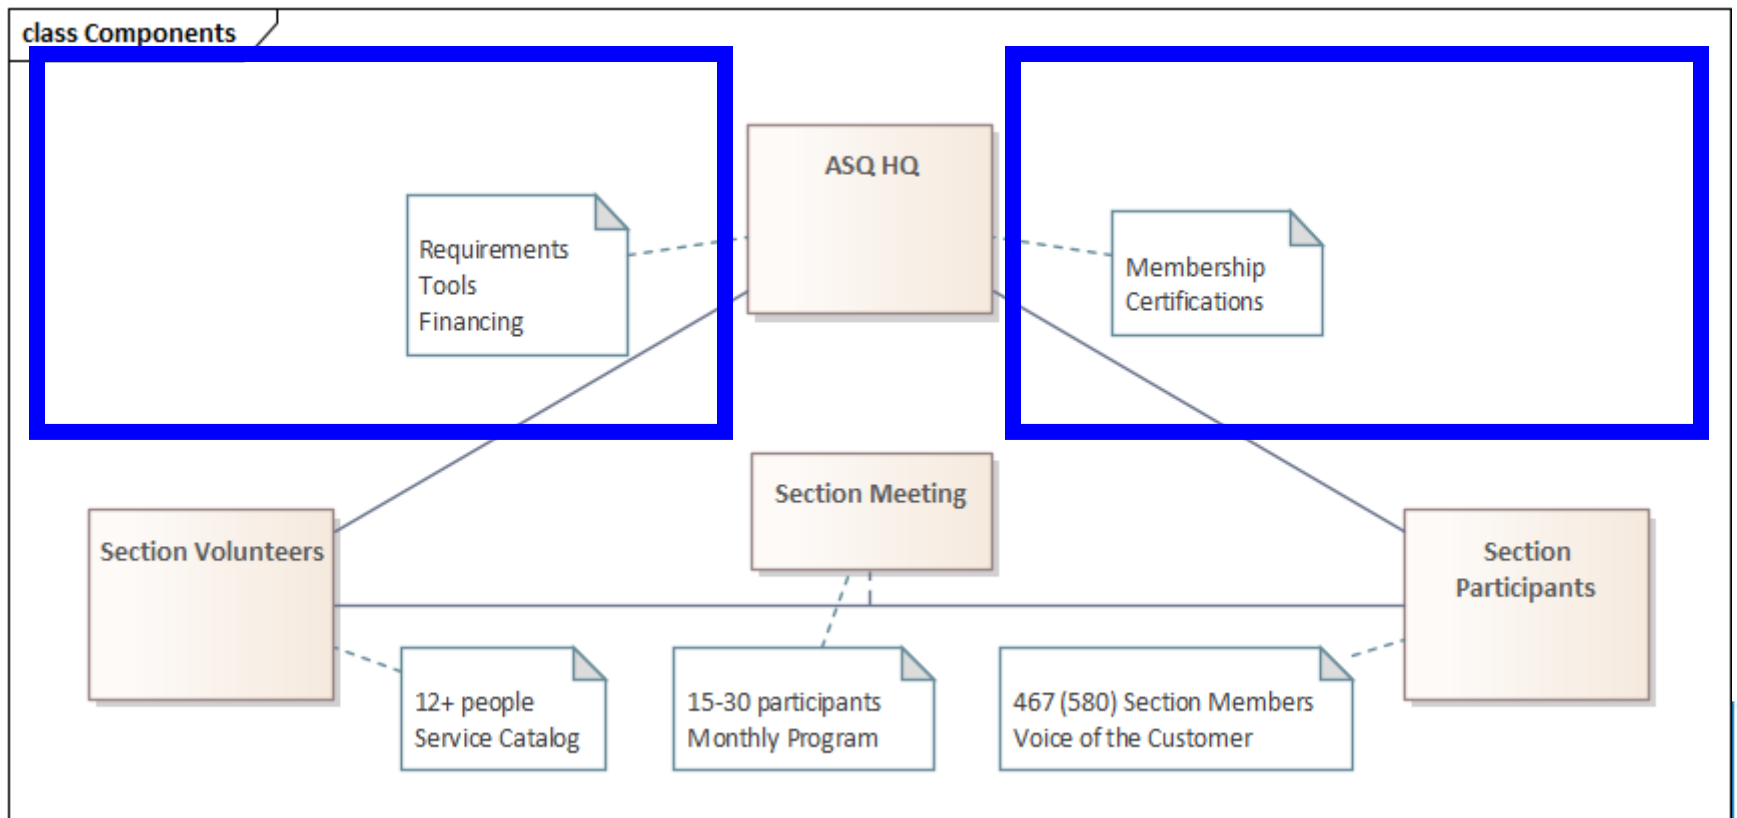 class Components
ASQ HQ
Requirements
Tools
Financing
Membership
Certifications
Section Meeting
Section Volunteers
Section
Participants
12+ people
Service Catalog
15-30 participants
Monthly Program
467 (580) Section Members
Voice of the Customer